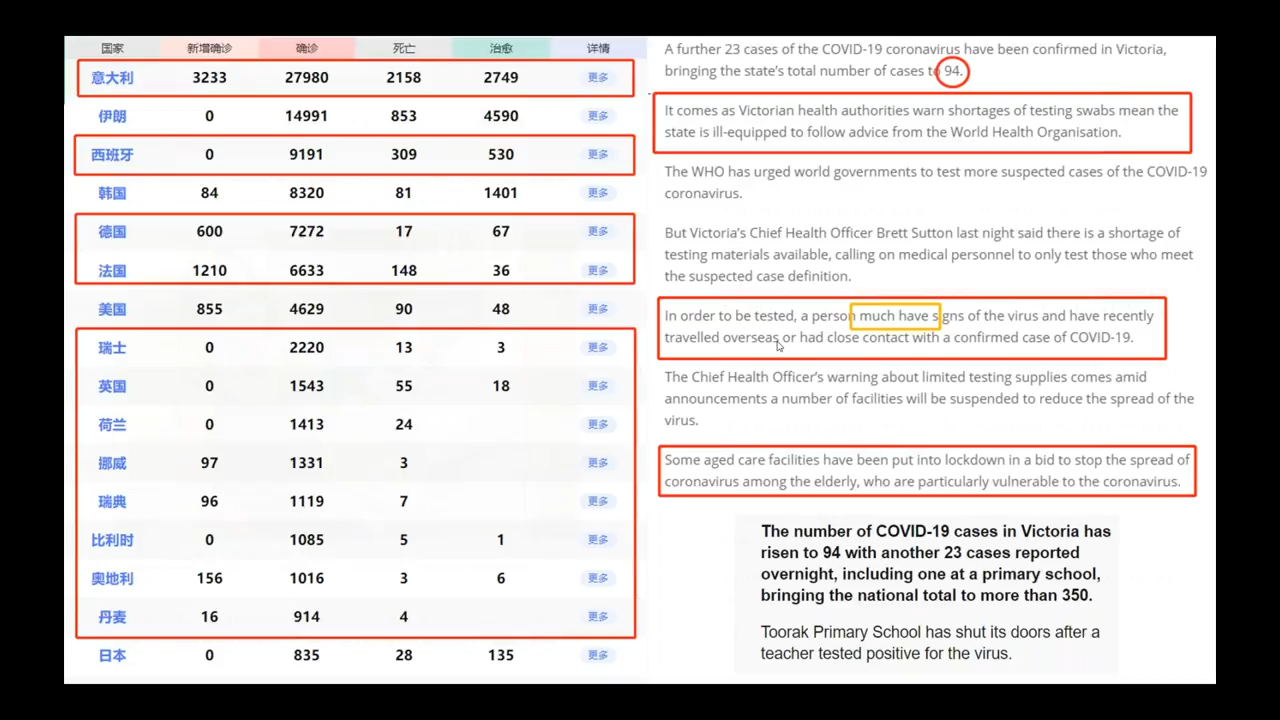 国家 新增确诊 确诊 死亡 治愈 详情
意大利 3233 27980 2158 2749 更多
伊朗 0 14991 853 4590 更多
西班牙 0 9191 309 530 更多
韩国 84 8320 81 1401 更多
德国 600 7272 17 67 更多
法国 1210 6633 148 36 更多
美国 855 4629 90 48 更多
瑞士 0 2220 13 3 更多
英国 0 1543 55 18 更多
荷兰 0 1413 24 更多
挪威 97 1331 3 更多
瑞典 96 1119 7 更多
比利时 0 1085 5 1 更多
奥地利 156 1016 3 6 更多
丹麦 16 914 4 更多
日本 0 835 28 135 更多
A further 23 cases of the COVID-19 coronavirus have been confirmed in Victoria,
bringing the state's total number of cases to 94.
It comes as Victorian health authorities warn shortages of testing swabs mean the
state is ill-equipped to follow advice from the World Health Organisation.
The WHO has urged world governments to test more suspected cases of the COVID-19
coronavirus.
But Victoria's Chief Health Officer Brett Sutton last night said there is a shortage of
testing materials available, calling on medical personnel to only test those who meet
the suspected case definition.
In order to be tested, a person much have signs of the virus and have recently
travelled overseas or had close contact with a confirmed case of COVID-19.
The Chief Health Officer's warning about limited testing supplies comes amid
announcements a number of facilities will be suspended to reduce the spread of the
virus.
Some aged care facilities have been put into lockdown in a bid to stop the spread of
coronavirus among the elderly, who are particularly vulnerable to the coronavirus.
The number of COVID-19 cases in Victoria has
risen to 94 with another 23 cases reported
overnight, including one at a primary school,
bringing the national total to more than 350.
Toorak Primary School has shut its doors after a
teacher tested positive for the virus.